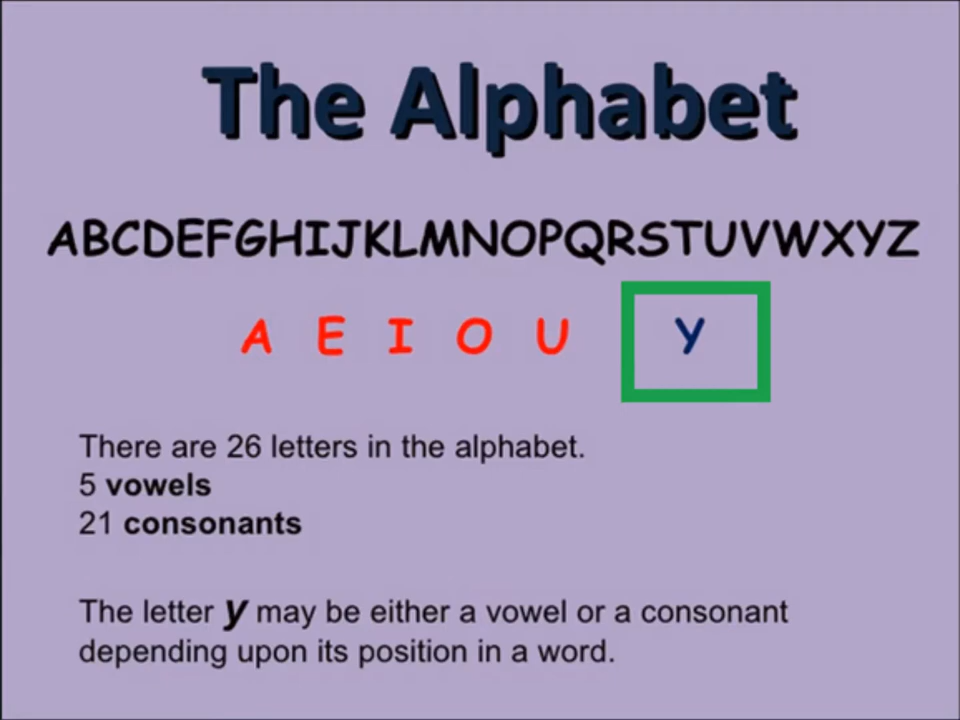 The Alphabet
ABCDEFGHIJKLMNOPQRSTUVWXYZ
A E I O U Y
There are 26 letters in the alphabet.
5 vowels
21 consonants
The letter y may be either a vowel or a consonant
depending upon its position in a word.